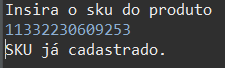 Insira o sku do produto
11332230609253
SKU já cadastrado.